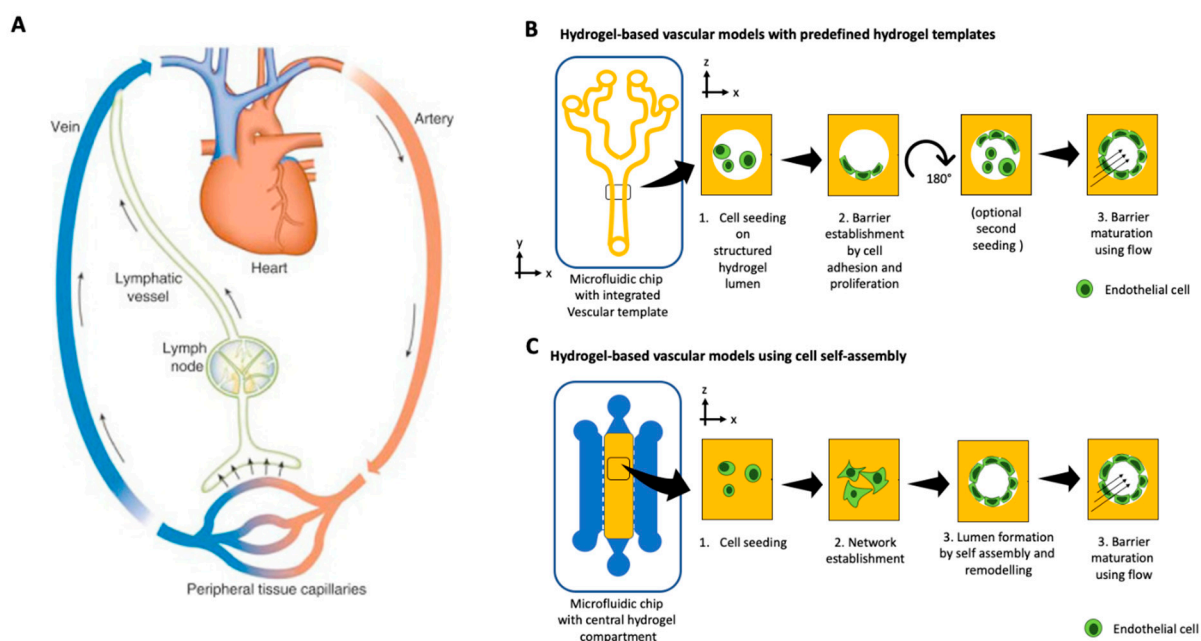 A
Vein
Artery
Heart
Lymphatic
vessel
Lymph
node
Peripheral tissue capillaries
B
Hydrogel-based vascular models with predefined hydrogel templates
z
x
y
x
Microfluidic chip
with integrated
Vascular template
1. Cell seeding
on
structured
hydrogel
lumen
2. Barrier
establishment
by cell
adhesion and
proliferation
180°
(optional
second
seeding )
3. Barrier
maturation
using flow
Endothelial cell
C
Hydrogel-based vascular models using cell self-assembly
z
x
Microfluidic chip
with central hydrogel
compartment
1. Cell seeding
2. Network
establishment
3. Lumen formation
by self assembly and
remodelling
3. Barrier
maturation
using flow
Endothelial cell